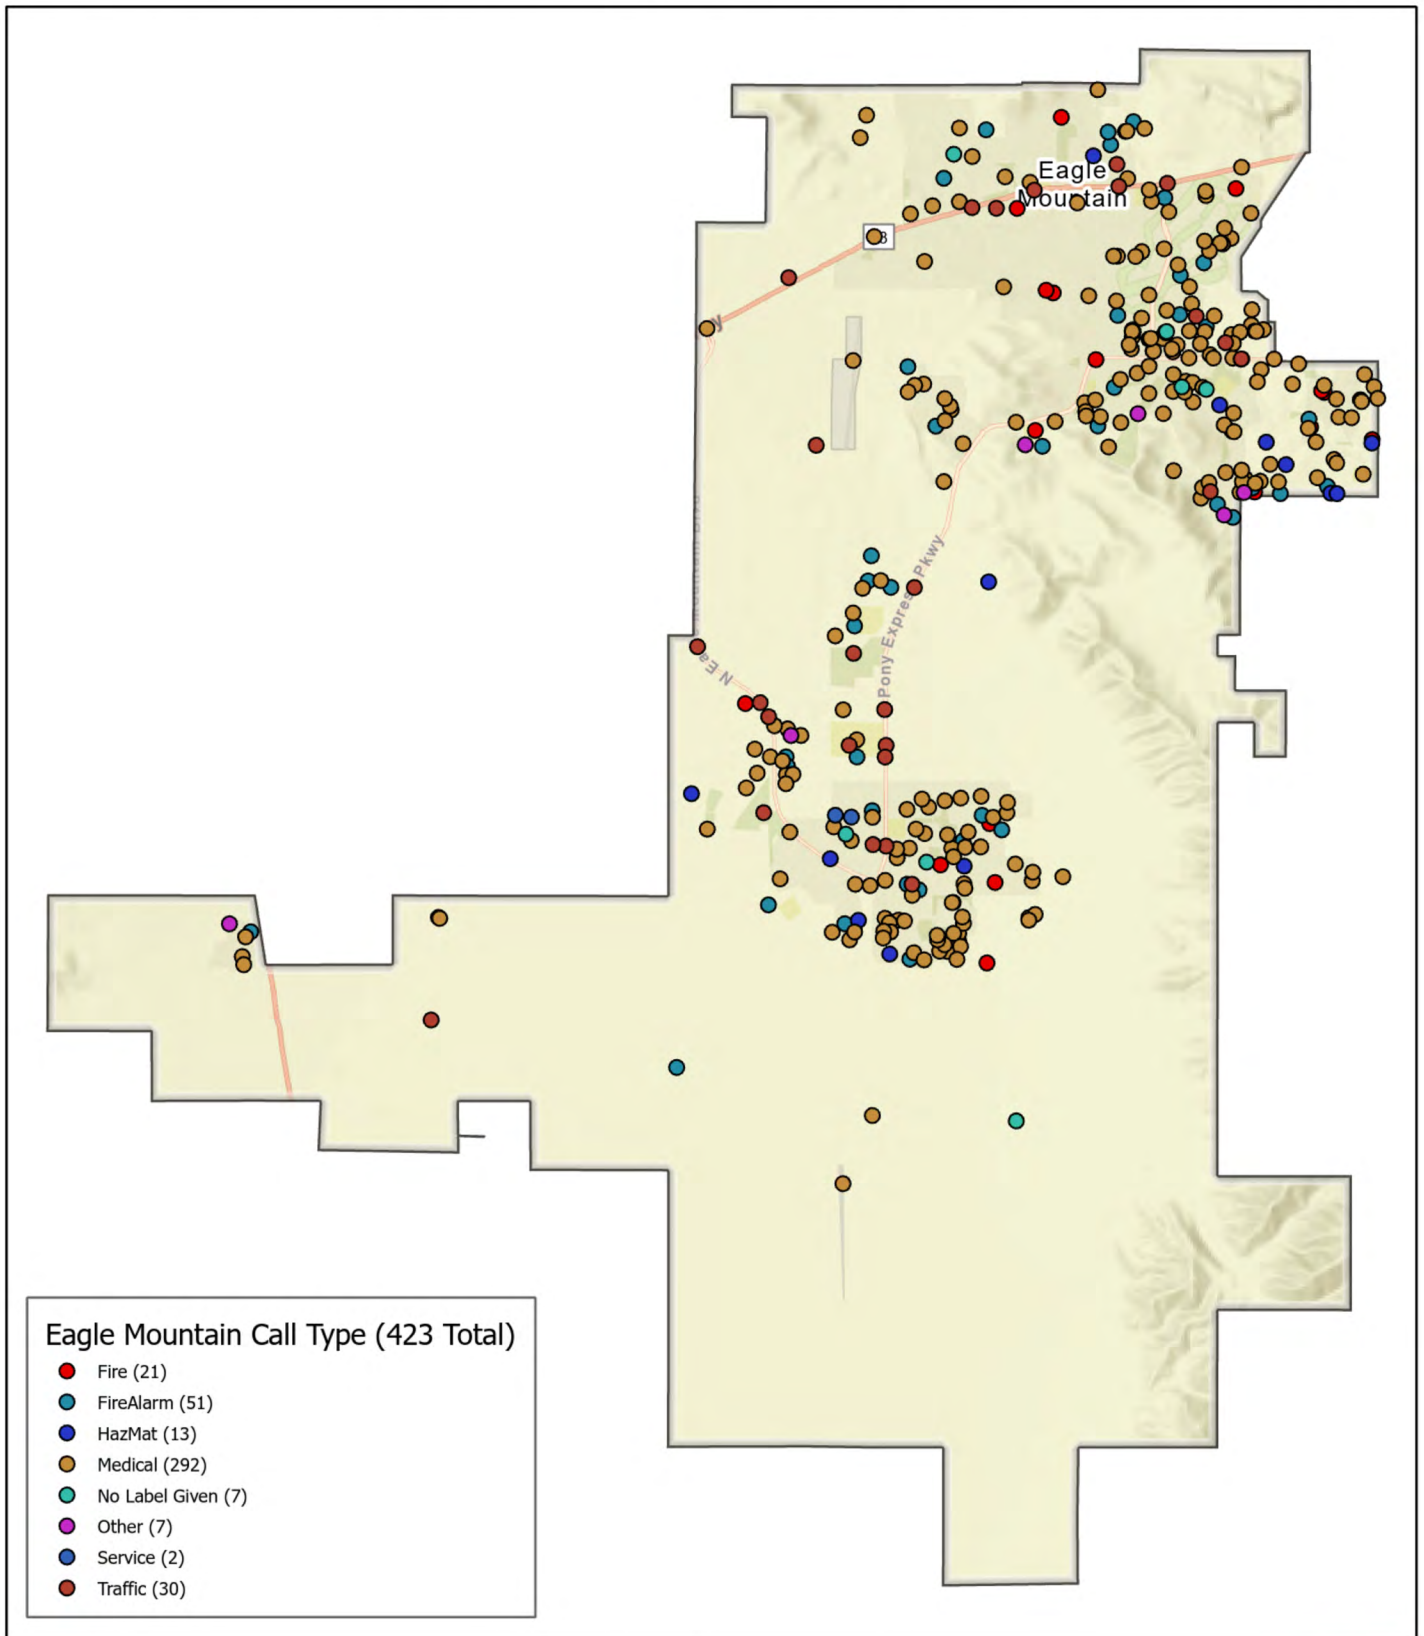 Eagle
Mountain
Pony Express Pkwy
N Ea
Eagle Mountain Call Type (423 Total)
Fire (21)
FireAlarm (51)
HazMat (13)
Medical (292)
No Label Given (7)
Other (7)
Service (2)
Traffic (30)